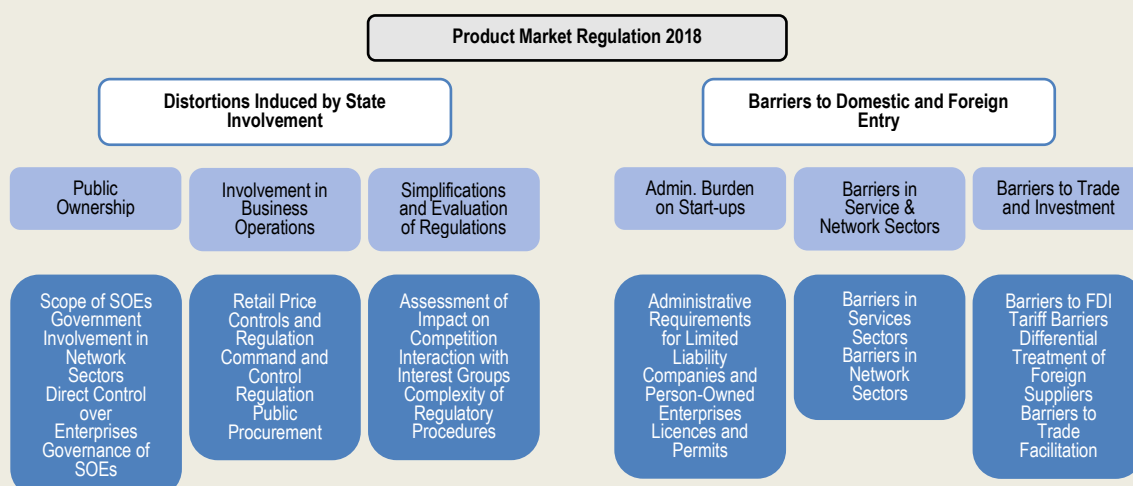 Product Market Regulation 2018
Distortions Induced by State
Involvement
Barriers to Domestic and Foreign
Entry
Public
Ownership
Involvement in
Business
Operations
Simplifications
and Evaluation
of Regulations
Admin. Burden
on Start-ups
Barriers in
Service &
Network Sectors
Barriers to Trade
and Investment
Scope of SOEs
Government
Involvement in
Network
Sectors
Direct Control
over
Enterprises
Governance of
SOEs
Retail Price
Controls and
Regulation
Command and
Control
Regulation
Public
Procurement
Assessment of
Impact on
Competition
Interaction with
Interest Groups
Complexity of
Regulatory
Procedures
Administrative
Requirements
for Limited
Liability
Companies and
Person-Owned
Enterprises
Licences and
Permits
Barriers in
Services
Sectors
Barriers in
Network
Sectors
Barriers to FDI
Tariff Barriers
Differential
Treatment of
Foreign
Suppliers
Barriers to
Trade
Facilitation